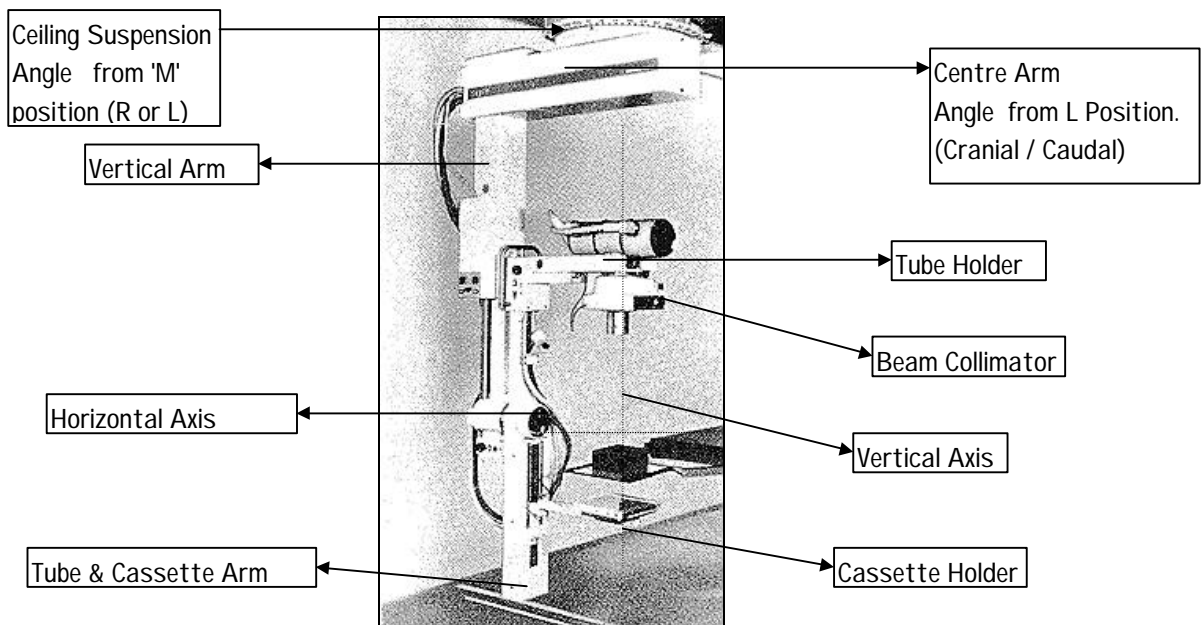 Ceiling Suspension
Angle from 'M'
position (R or L)
Centre Arm
Angle from L Position.
(Cranial / Caudal)
Vertical Arm
Tube Holder
Beam Collimator
Horizontal Axis
Vertical Axis
Tube & Cassette Arm
Cassette Holder